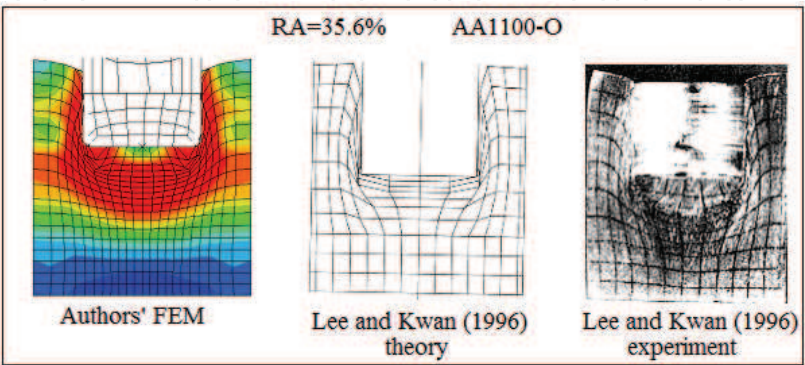 RA=35.6% AA1100-O
Authors' FEM
Lee and Kwan (1996)
theory
Lee and Kwan (1996)
experiment